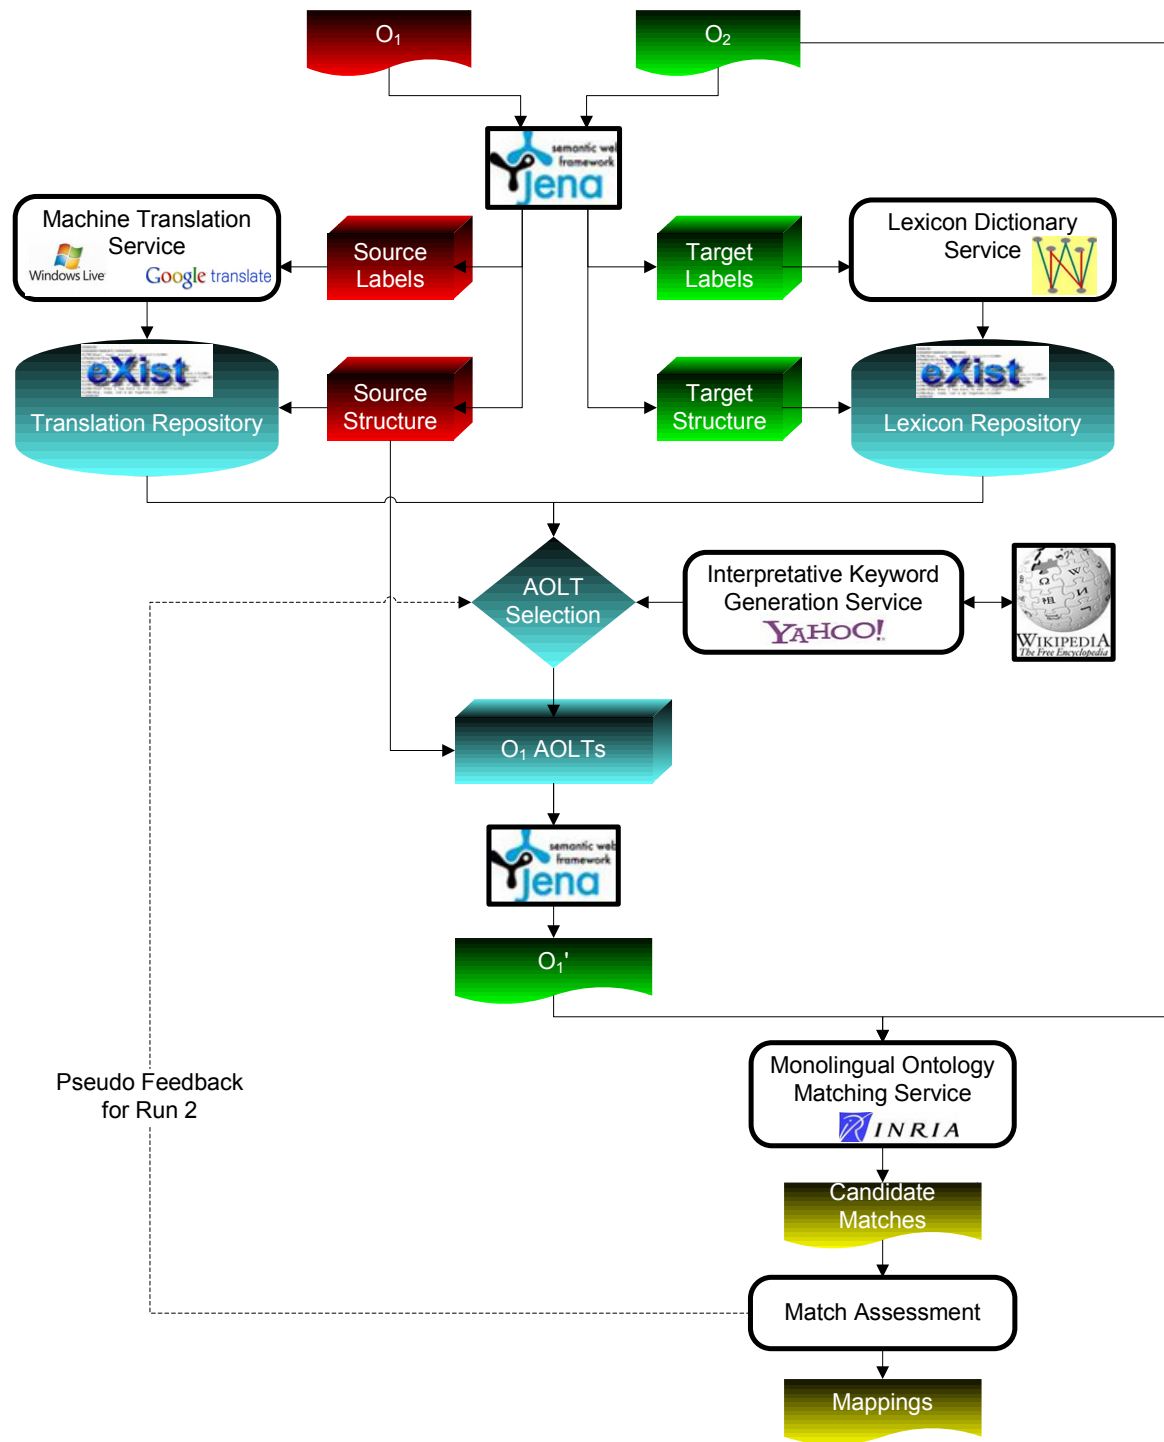 O1
O2
semantic web
framework
Jena
Machine Translation
Service
Windows Live
Google translate
Source
Labels
Target
Labels
Lexicon Dictionary
Service
eXist
Translation Repository
Source
Structure
Target
Structure
eXist
Lexicon Repository
AOLT
Selection
Interpretative Keyword
Generation Service
YAHOO!
WIKIPEDIA
The Free Encyclopedia
O1 AOLTs
semantic web
framework
Jena
O1'
Pseudo Feedback
for Run 2
Monolingual Ontology
Matching Service
INRIA
Candidate
Matches
Match Assessment
Mappings